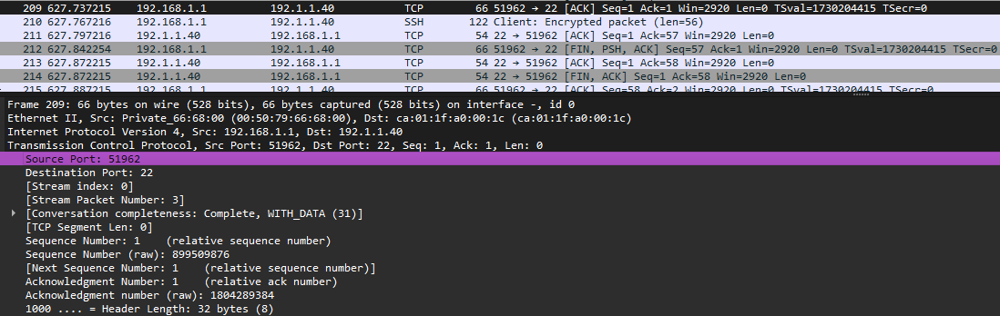 209 627.737215 192.168.1.1 192.1.1.40 TCP 66 51962 → 22 [ACK] Seq=1 Ack=1 Win=2920 Len=0 TSval=1730204415 TSecr=0
210 627.767216 192.168.1.1 192.1.1.40 SSH 122 Client: Encrypted packet (len=56)
211 627.797216 192.1.1.40 192.168.1.1 TCP 54 22 → 51962 [ACK] Seq=1 Ack=57 Win=2920 Len=0
212 627.842254 192.168.1.1 192.1.1.40 TCP 66 51962 → 22 [FIN, PSH, ACK] Seq=57 Ack=1 Win=2920 Len=0 TSval=1730204415 TSecr=0
213 627.872215 192.1.1.40 192.168.1.1 TCP 54 22 → 51962 [ACK] Seq=1 Ack=58 Win=2920 Len=0
214 627.872215 192.1.1.40 192.168.1.1 TCP 54 22 → 51962 [FIN, ACK] Seq=1 Ack=58 Win=2920 Len=0
215 627.887215 192.168.1.1 192.1.1.40 TCP 66 51962 → 22 [ACK] Seq=58 Ack=2 Win=2920 Len=0 TSval=1730204415 TSecr=0
Frame 209: 66 bytes on wire (528 bits), 66 bytes captured (528 bits) on interface -, id 0
Ethernet II, Src: Private_66:68:00 (00:50:79:66:68:00), Dst: ca:01:1f:a0:00:1c (ca:01:1f:a0:00:1c)
Internet Protocol Version 4, Src: 192.168.1.1, Dst: 192.1.1.40
Transmission Control Protocol, Src Port: 51962, Dst Port: 22, Seq: 1, Ack: 1, Len: 0
Source Port: 51962
Destination Port: 22
[Stream index: 0]
[Stream Packet Number: 3]
[Conversation completeness: Complete, WITH_DATA (31)]
[TCP Segment Len: 0]
Sequence Number: 1 (relative sequence number)
Sequence Number (raw): 899509876
[Next Sequence Number: 1 (relative sequence number)]
Acknowledgment Number: 1 (relative ack number)
Acknowledgment number (raw): 1804289384
1000 .... = Header Length: 32 bytes (8)